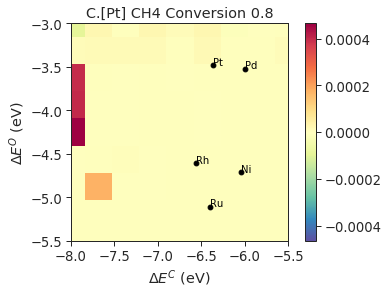 C.[Pt] CH4 Conversion 0.8
−3.0
−3.5
−4.0
−4.5
−5.0
−5.5
ΔE^O (eV)
Pt
Pd
Rh
Ni
Ru
−8.0 −7.5 −7.0 −6.5 −6.0 −5.5
ΔE^C (eV)
0.0004
0.0002
0.0000
−0.0002
−0.0004